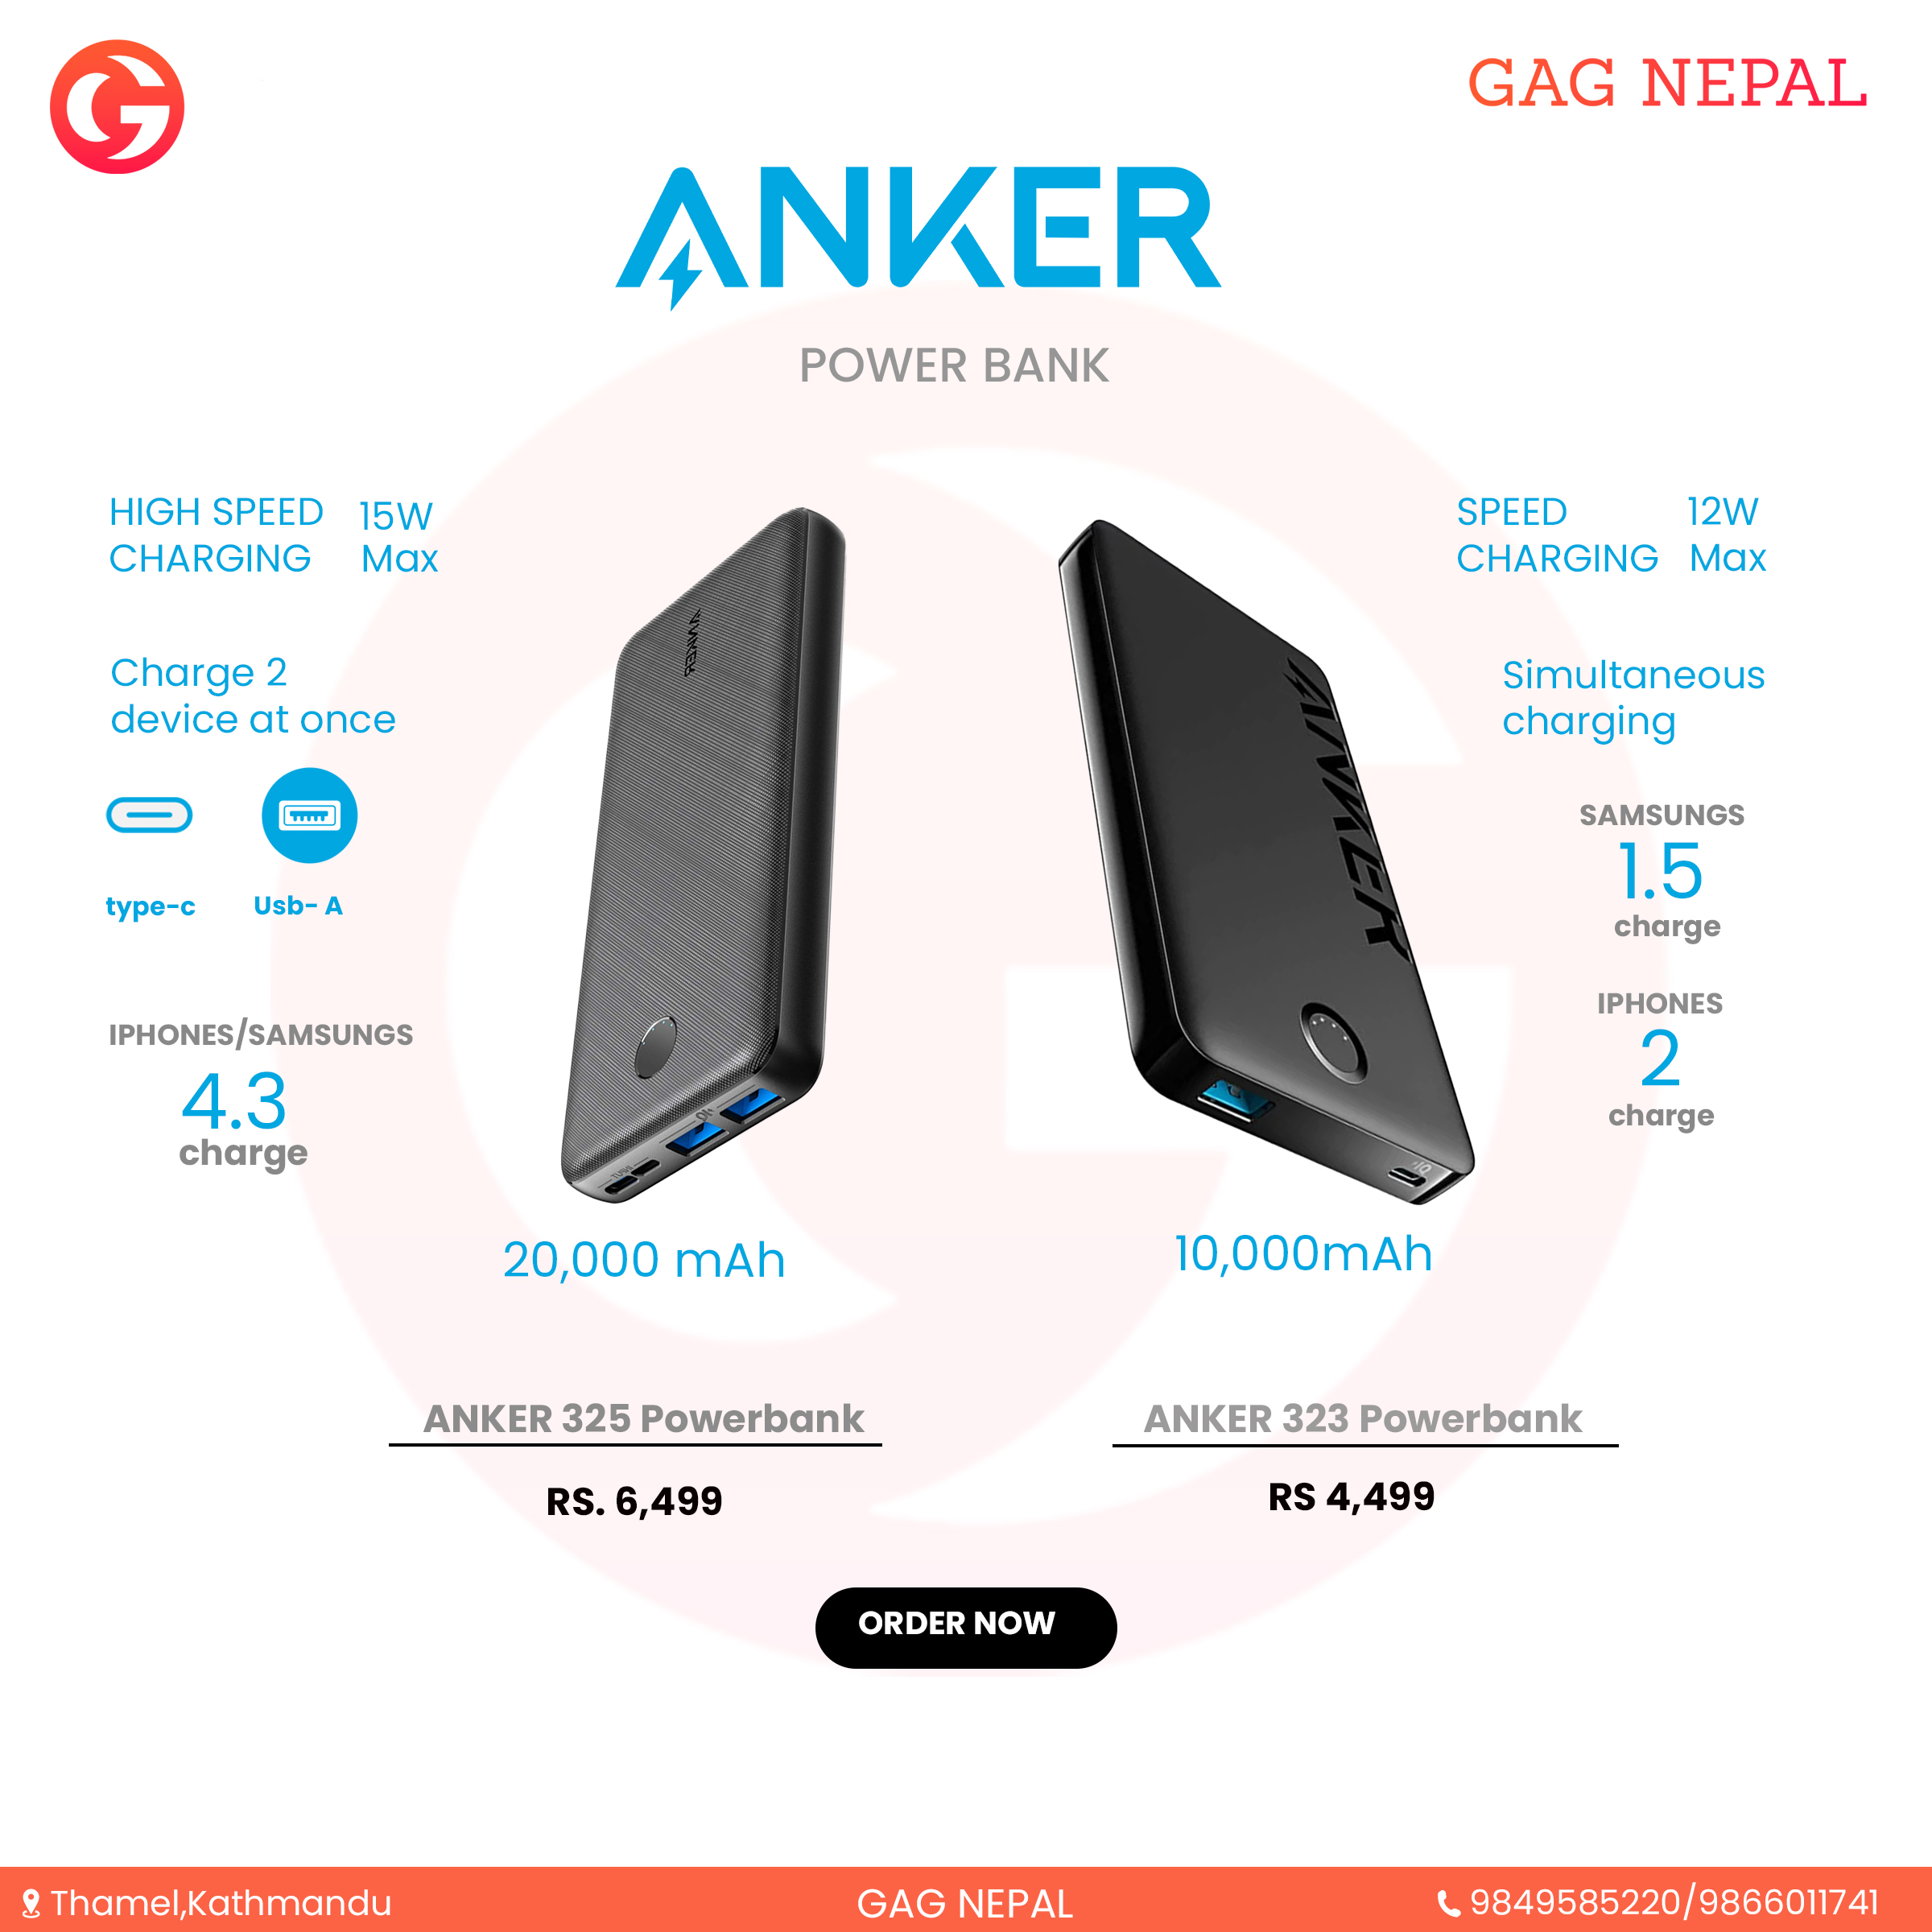 GAG NEPAL
ANKER
POWER BANK
HIGH SPEED
CHARGING
15W
Max
Charge 2
device at once
type-c
Usb- A
IPHONES/SAMSUNGS
4.3
charge
ANKER
20,000 mAh
SPEED
CHARGING
12W
Max
Simultaneous
charging
SAMSUNGS
1.5
charge
IPHONES
2
charge
ANKER
10,000mAh
ANKER 325 Powerbank
RS. 6,499
ANKER 323 Powerbank
RS 4,499
ORDER NOW
Thamel,Kathmandu
GAG NEPAL
9849585220/9866011741